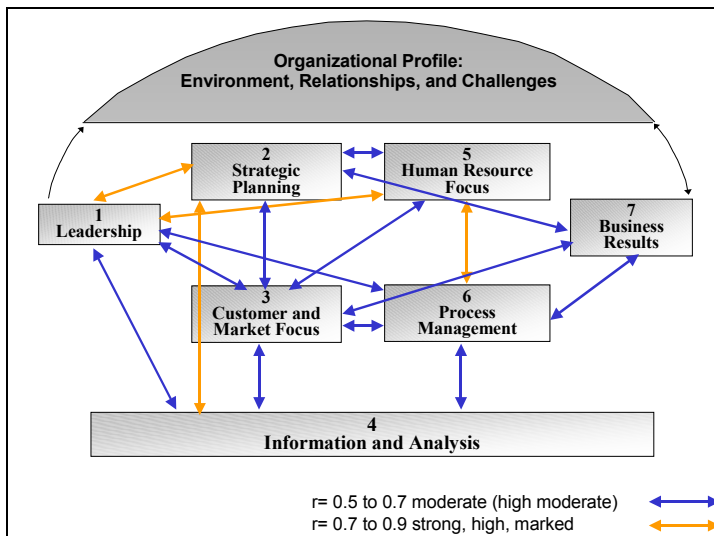 Organizational Profile:
Environment, Relationships, and Challenges
2
Strategic
Planning
5
Human Resource
Focus
1
Leadership
7
Business
Results
3
Customer and
Market Focus
6
Process
Management
4
Information and Analysis
r= 0.5 to 0.7 moderate (high moderate)
r= 0.7 to 0.9 strong, high, marked